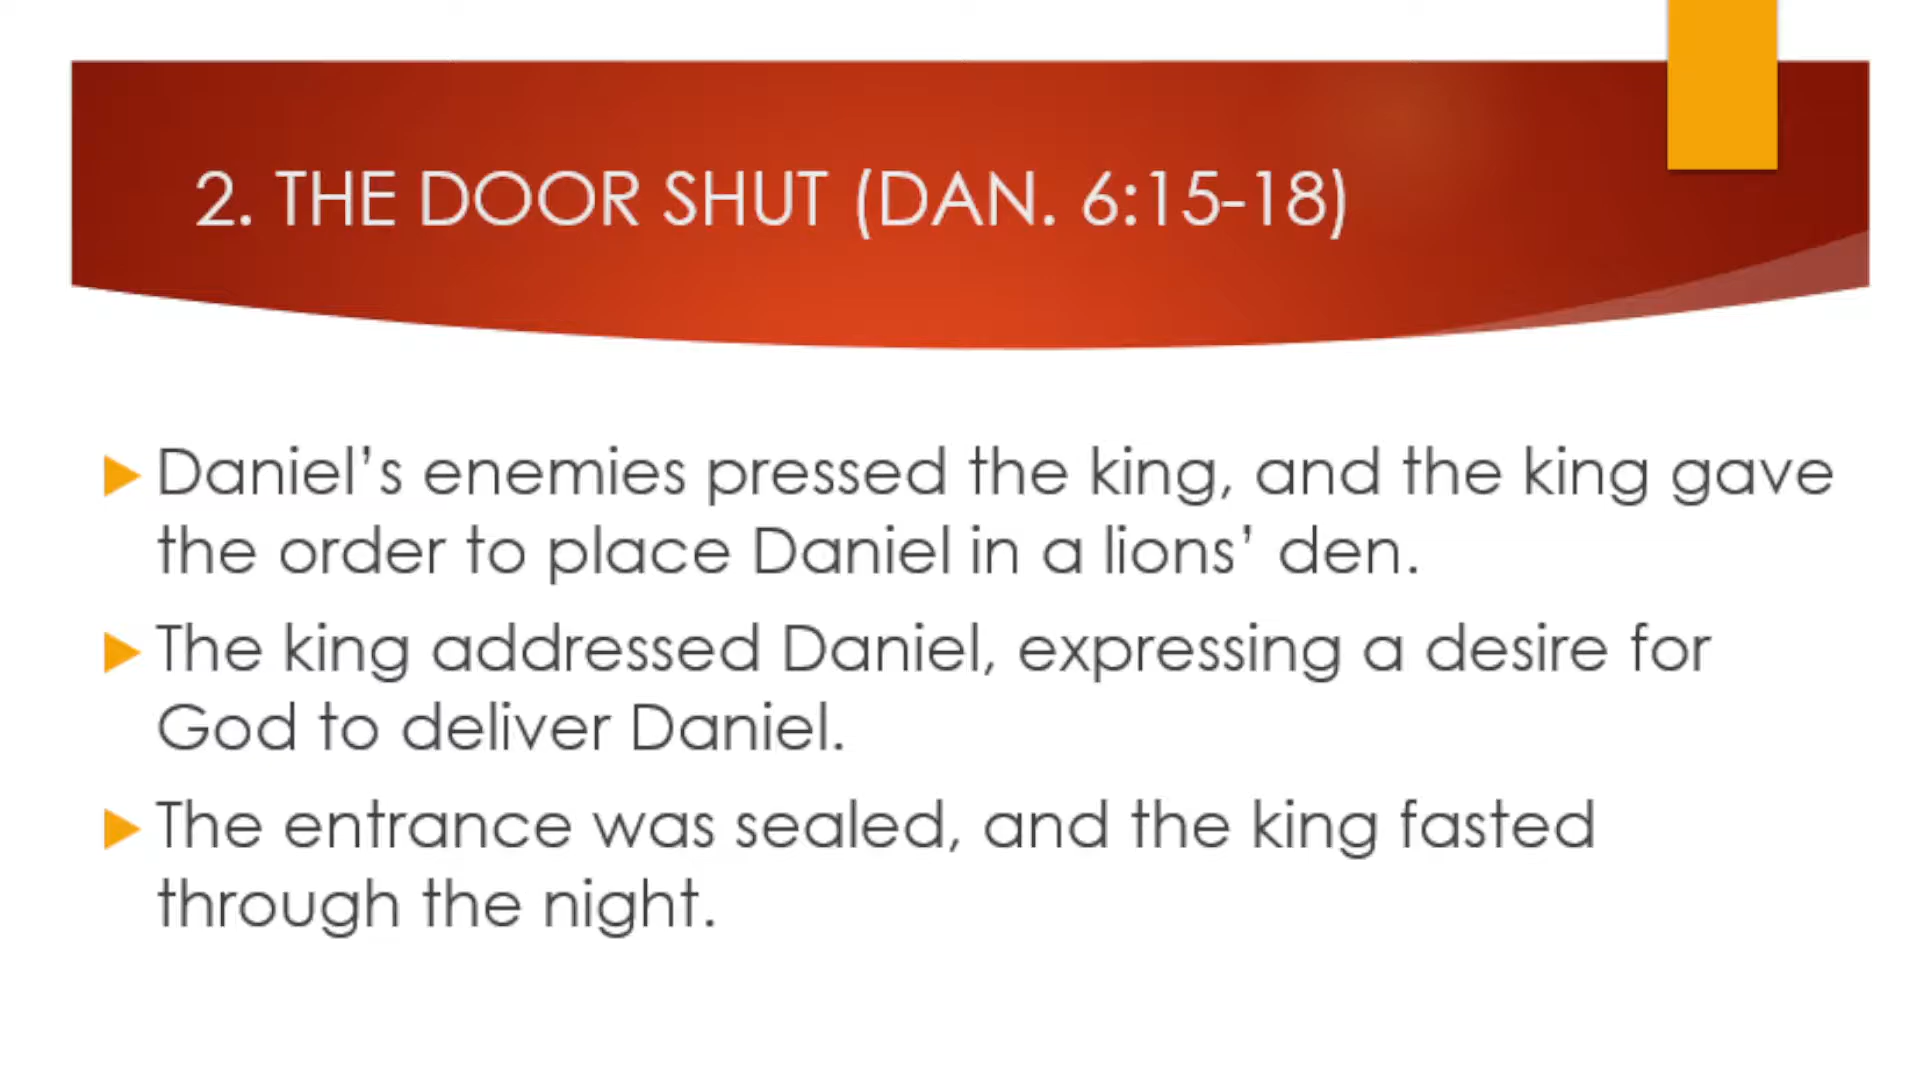 2. THE DOOR SHUT (DAN. 6:15-18)
Daniel’s enemies pressed the king, and the king gave
the order to place Daniel in a lions’ den.
The king addressed Daniel, expressing a desire for
God to deliver Daniel.
The entrance was sealed, and the king fasted
through the night.